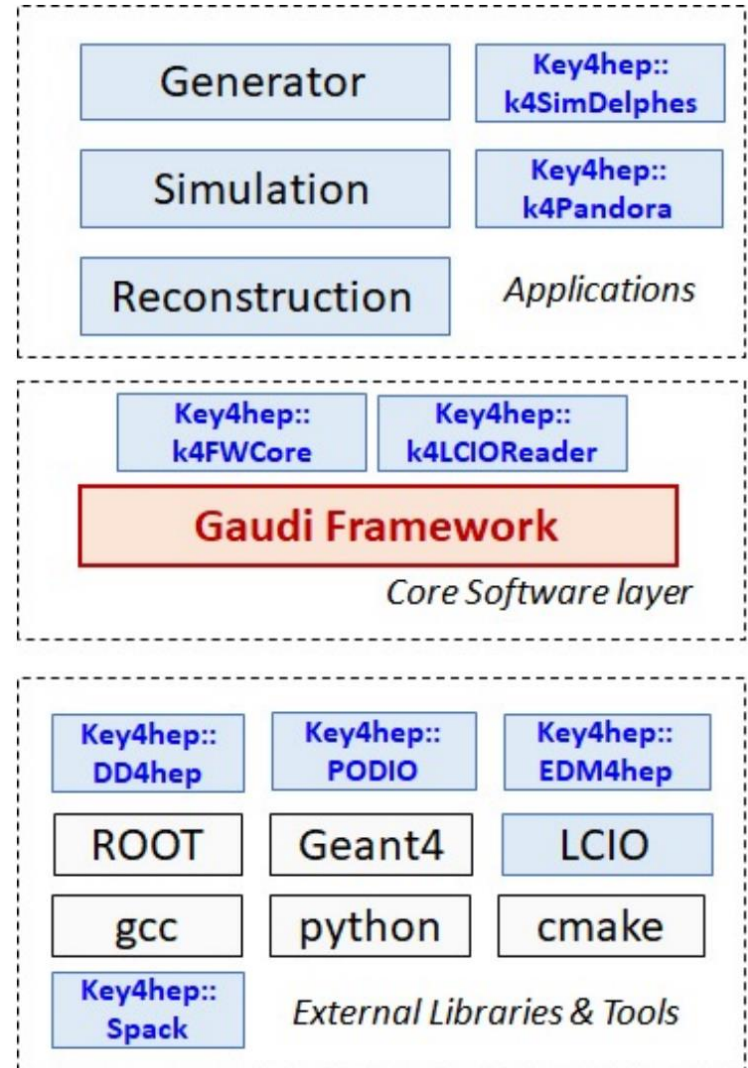 Generator
Key4hep::
k4SimDelphes
Simulation
Key4hep::
k4Pandora
Reconstruction
Applications
Key4hep::
k4FWCore
Key4hep::
k4LCIOReader
Gaudi Framework
Core Software layer
Key4hep::
DD4hep
Key4hep::
PODIO
Key4hep::
EDM4hep
ROOT
Geant4
LCIO
gcc
python
cmake
Key4hep::
Spack
External Libraries & Tools